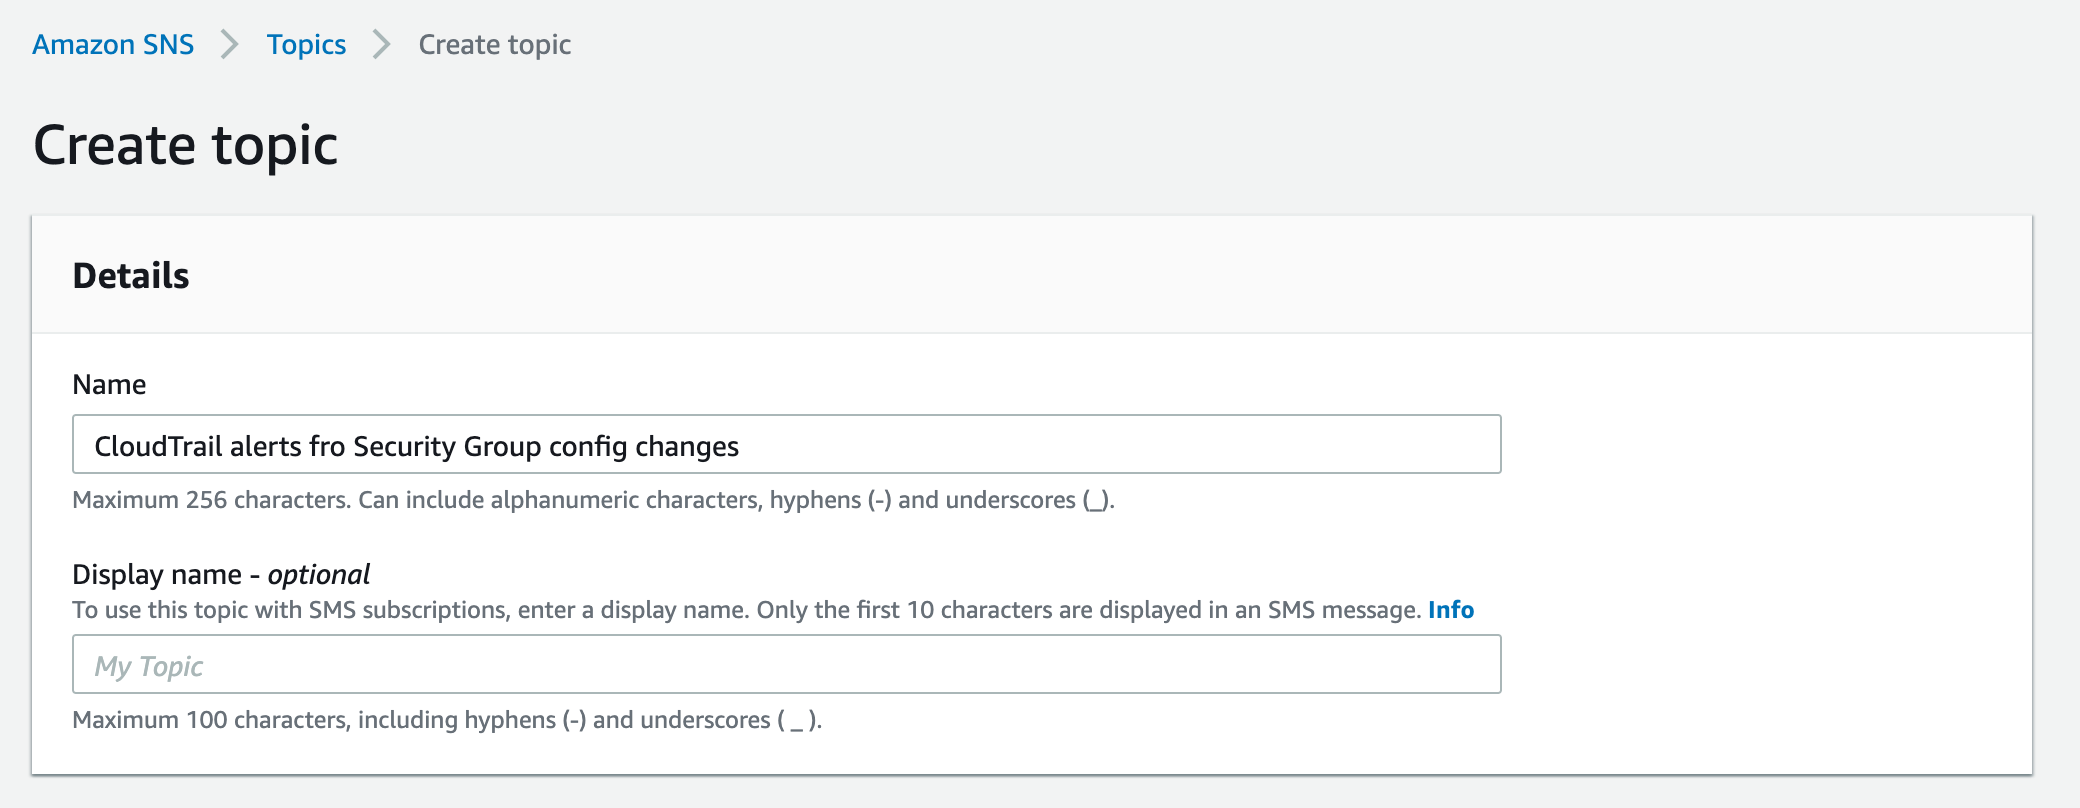 Amazon SNS > Topics > Create topic
Create topic
Details
Name
CloudTrail alerts fro Security Group config changes
Maximum 256 characters. Can include alphanumeric characters, hyphens (-) and underscores (_).
Display name - optional
To use this topic with SMS subscriptions, enter a display name. Only the first 10 characters are displayed in an SMS message. Info
My Topic
Maximum 100 characters, including hyphens (-) and underscores ( _ ).